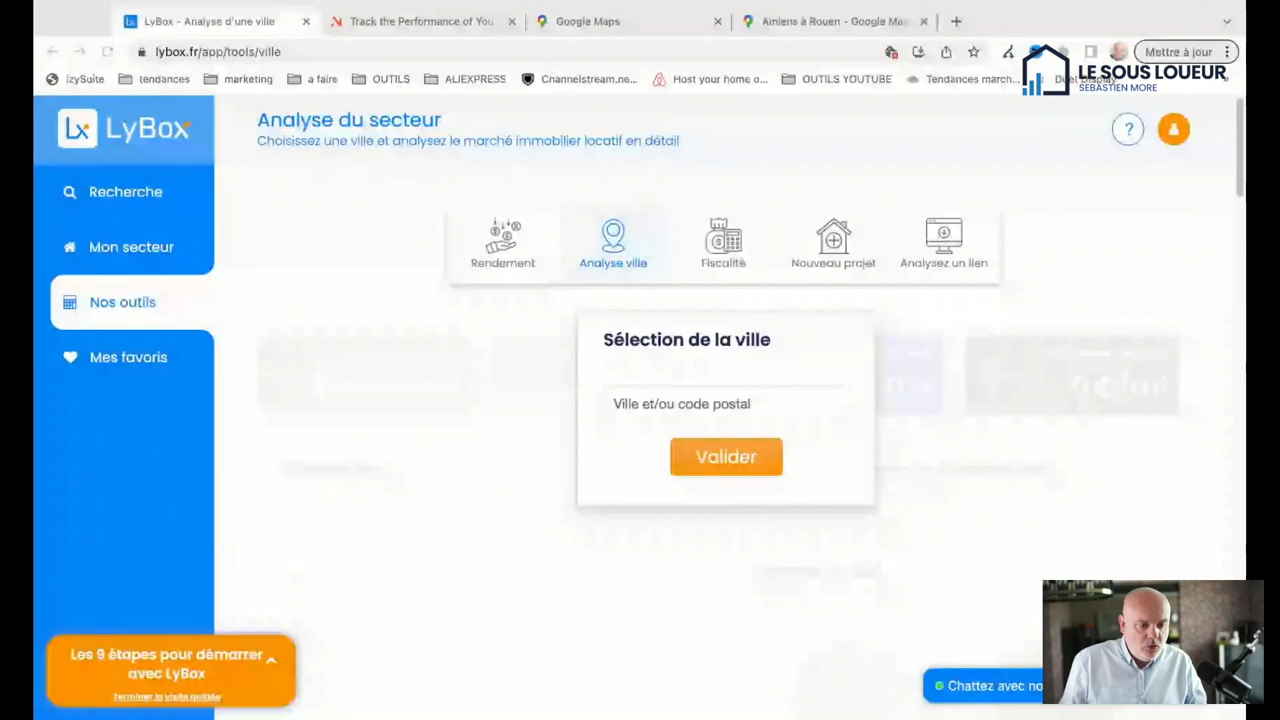 LyBox - Analyse d'une ville
Track the Performance of You
Google Maps
Amiens à Rouen - Google Ma
lybox.fr/app/tools/ville
Mettre à jour
izySuite
tendances
marketing
a faire
OUTILS
ALIEXPRESS
Channelstream.ne...
Host your home o...
OUTILS YOUTUBE
Tendances march...
Duet Display
LE SOUS LOUEUR
SEBASTIEN MORE
Lx LyBox
Analyse du secteur
Choisissez une ville et analysez le marché immobilier locatif en détail
?
Recherche
Mon secteur
Nos outils
Mes favoris
Rendement
Analyse ville
Fiscalité
Nouveau projet
Analysez un lien
Sélection de la ville
Ville et/ou code postal
Valider
Les 9 étapes pour démarrer
avec LyBox
Terminer la visite guidée
Chattez avec no